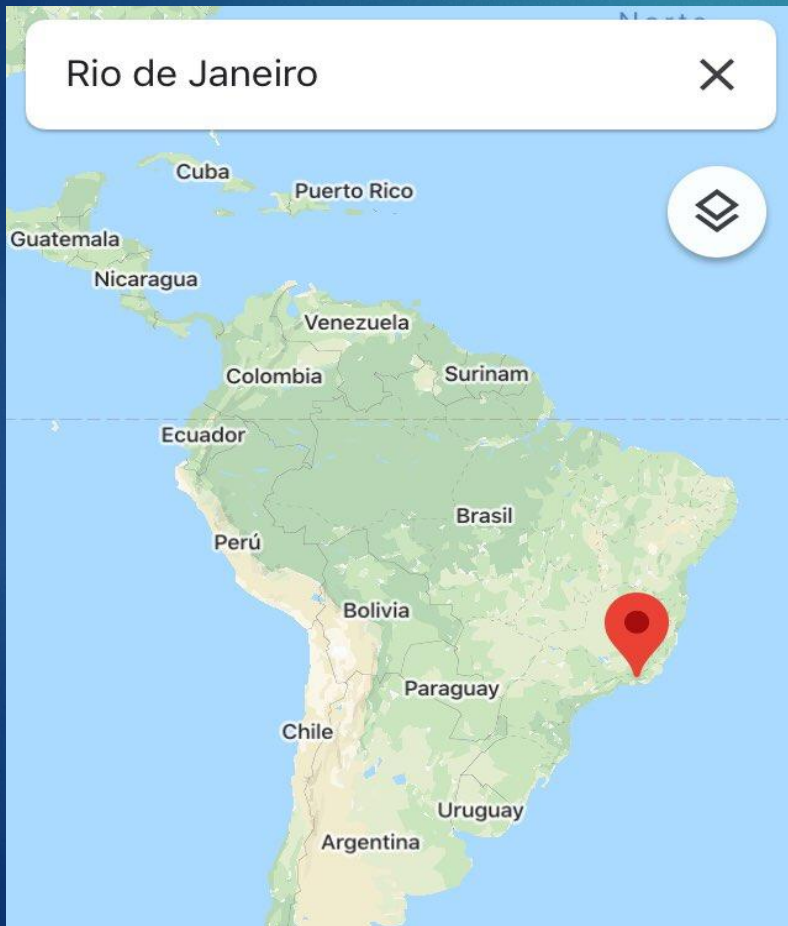 Rio de Janeiro
Cuba
Puerto Rico
Guatemala
Nicaragua
Venezuela
Colombia
Surinam
Ecuador
Brasil
Perú
Bolivia
Paraguay
Chile
Uruguay
Argentina